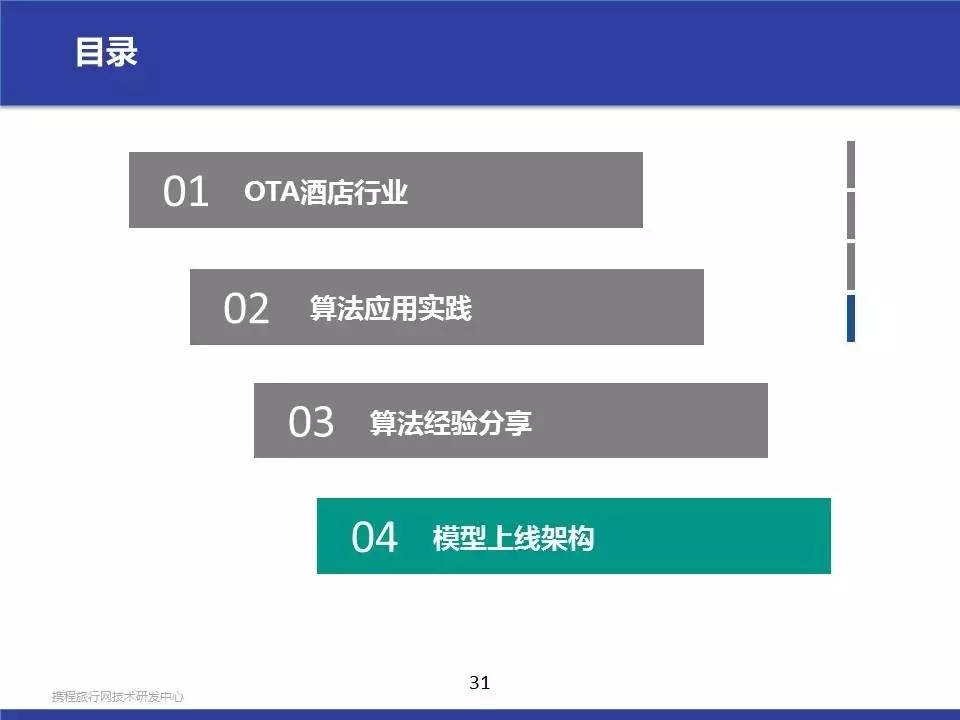 目录
01 OTA酒店行业
02 算法应用实践
03 算法经验分享
04 模型上线架构
31
携程旅行网技术研发中心